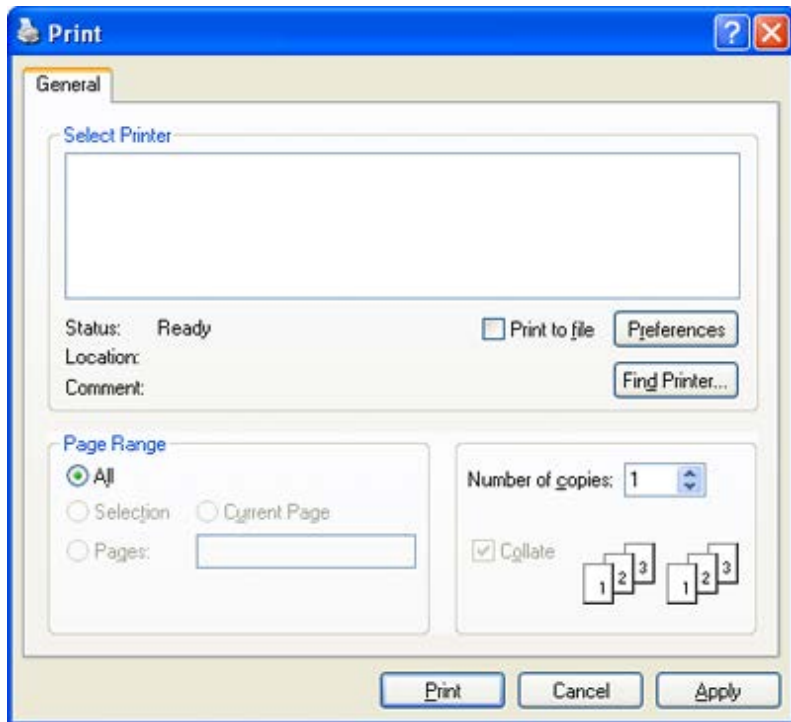 Print
General
Select Printer
Status: Ready
Print to file
Preferences
Location:
Comment:
Find Printer...
Page Range
All
Selection
Current Page
Pages:
Number of copies: 1
Collate
1 2 3 1 2 3
Print Cancel Apply